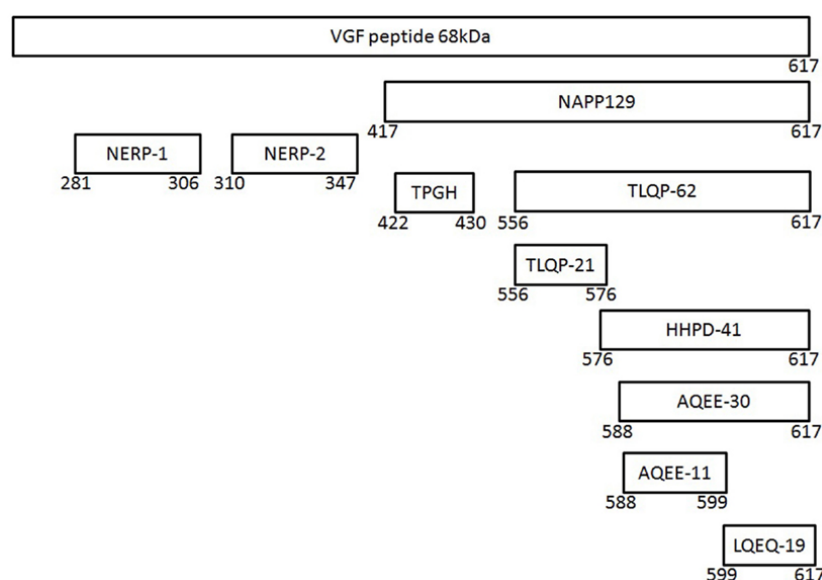 VGF peptide 68kDa
617
NAPP129
417 617
NERP-1 NERP-2
281 306 310 347
TPGH TLQP-62
422 430 556 617
TLQP-21
556 576
HHPD-41
576 617
AQEE-30
588 617
AQEE-11
588 599
LQEQ-19
599 617